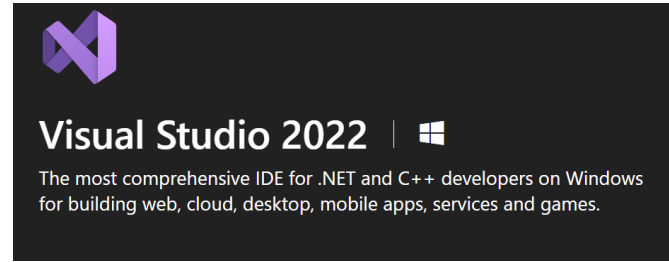 Visual Studio 2022
The most comprehensive IDE for .NET and C++ developers on Windows
for building web, cloud, desktop, mobile apps, services and games.